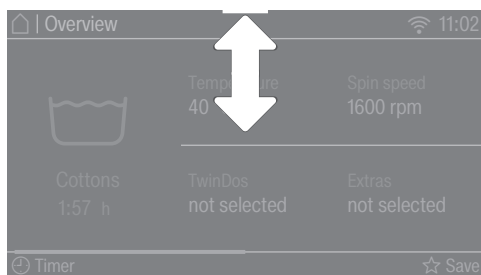 | Overview 11:02
Temperature Spin speed
40 1600 rpm
Cottons TwinDos Extras
1:57 h not selected not selected
Timer Save